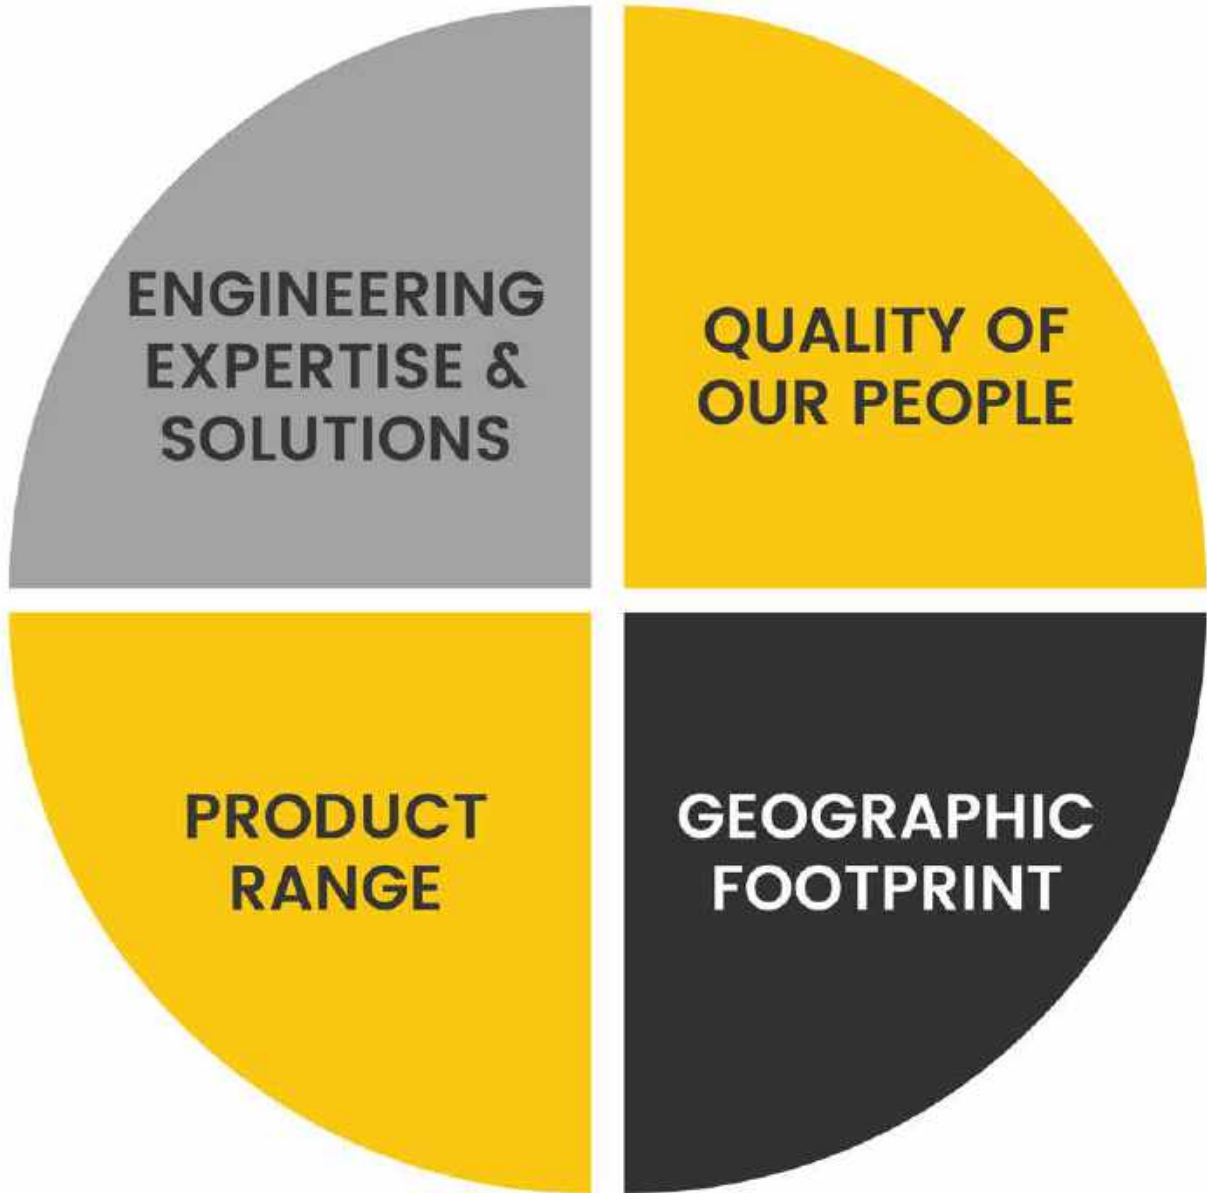 ENGINEERING
EXPERTISE &
SOLUTIONS
QUALITY OF
OUR PEOPLE
PRODUCT
RANGE
GEOGRAPHIC
FOOTPRINT